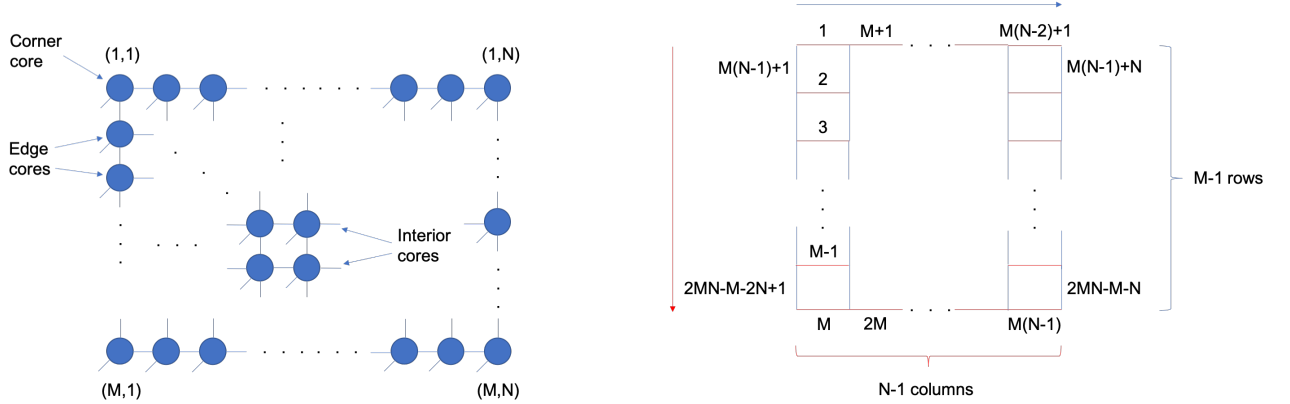 Corner
core
(1,1)
(1,N)
Edge
cores
Interior
cores
(M,1)
(M,N)
1
M+1
M(N-2)+1
M(N-1)+1
M(N-1)+N
2
3
M-1 rows
M-1
2MN-M-2N+1
2MN-M-N
M
2M
M(N-1)
N-1 columns